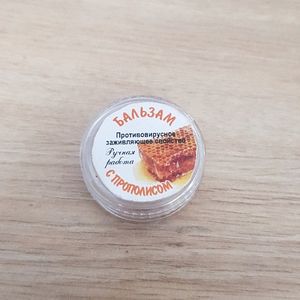 БАЛЬЗАМ
Противовирусное
заживляющее свойство
Ручная
работа
С ПРОПОЛИСОМ